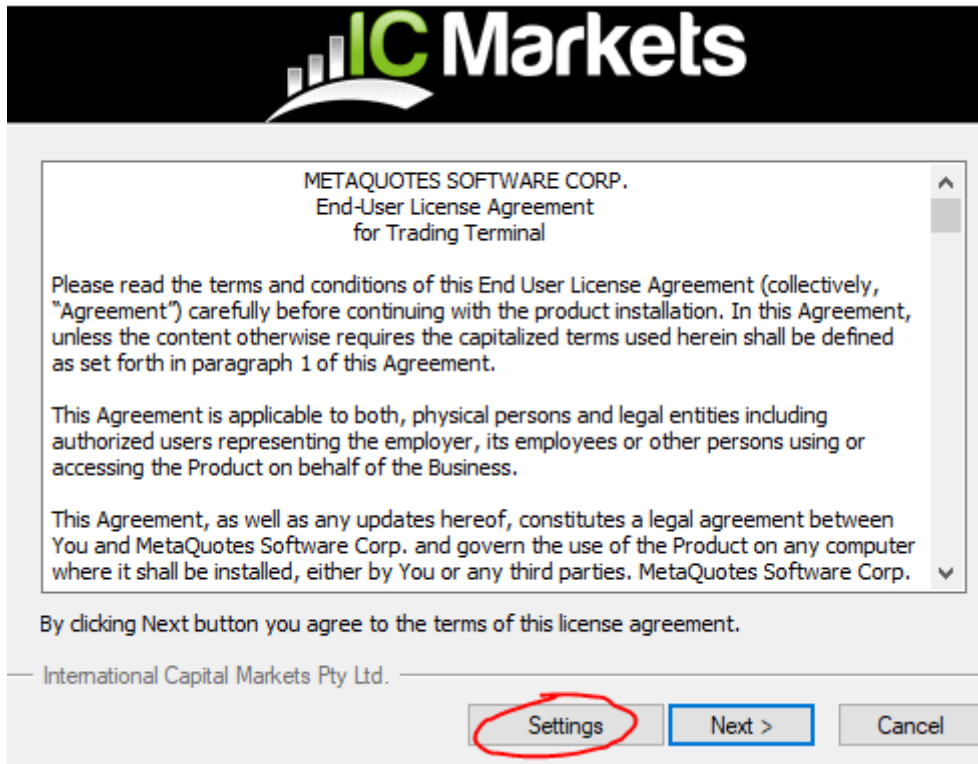 IC Markets
METAQUOTES SOFTWARE CORP.
End-User License Agreement
for Trading Terminal
Please read the terms and conditions of this End User License Agreement (collectively,
“Agreement”) carefully before continuing with the product installation. In this Agreement,
unless the content otherwise requires the capitalized terms used herein shall be defined
as set forth in paragraph 1 of this Agreement.
This Agreement is applicable to both, physical persons and legal entities including
authorized users representing the employer, its employees or other persons using or
accessing the Product on behalf of the Business.
This Agreement, as well as any updates hereof, constitutes a legal agreement between
You and MetaQuotes Software Corp. and govern the use of the Product on any computer
where it shall be installed, either by You or any third parties. MetaQuotes Software Corp.
By clicking Next button you agree to the terms of this license agreement.
International Capital Markets Pty Ltd.
Settings Next > Cancel